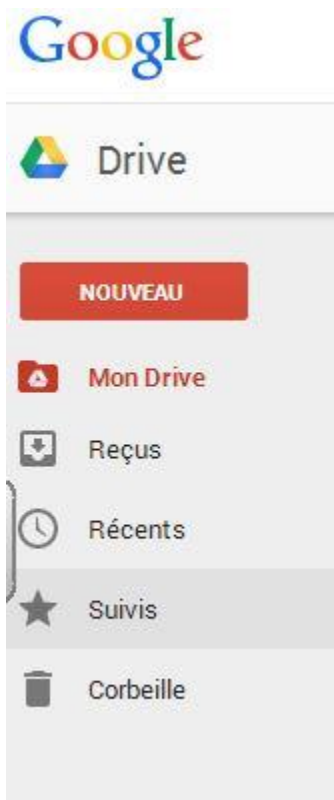 Google
Drive
NOUVEAU
Mon Drive
Reçus
Récents
Suivis
Corbeille